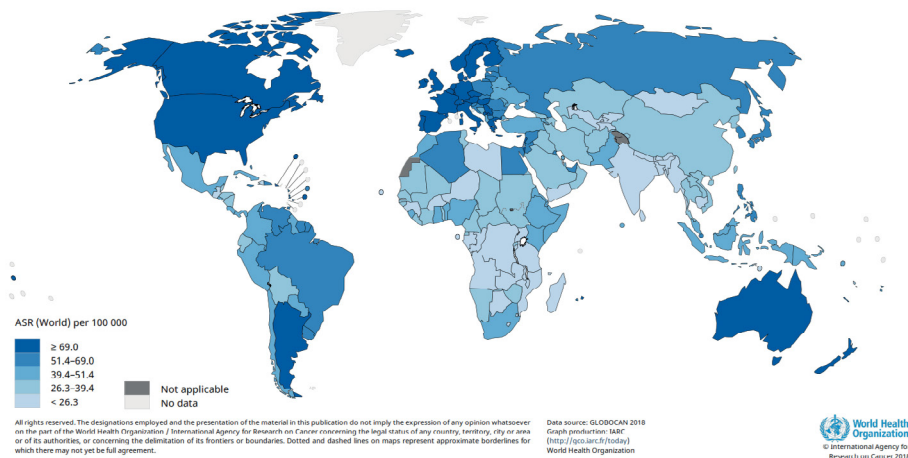 ASR (World) per 100 000
≥ 69.0
51.4–69.0
39.4–51.4
26.3–39.4
< 26.3
Not applicable
No data
All rights reserved. The designations employed and the presentation of the material in this publication do not imply the expression of any opinion whatsoever
on the part of the World Health Organization / International Agency for Research on Cancer concerning the legal status of any country, territory, city or area
or of its authorities, or concerning the delimitation of its frontiers or boundaries. Dotted and dashed lines on maps represent approximate borderlines for
which there may not yet be full agreement.
Data source: GLOBOCAN 2018
Graph production: IARC
(http://gco.iarc.fr/today)
World Health Organization
World Health
Organization
© International Agency for
Research on Cancer 2018